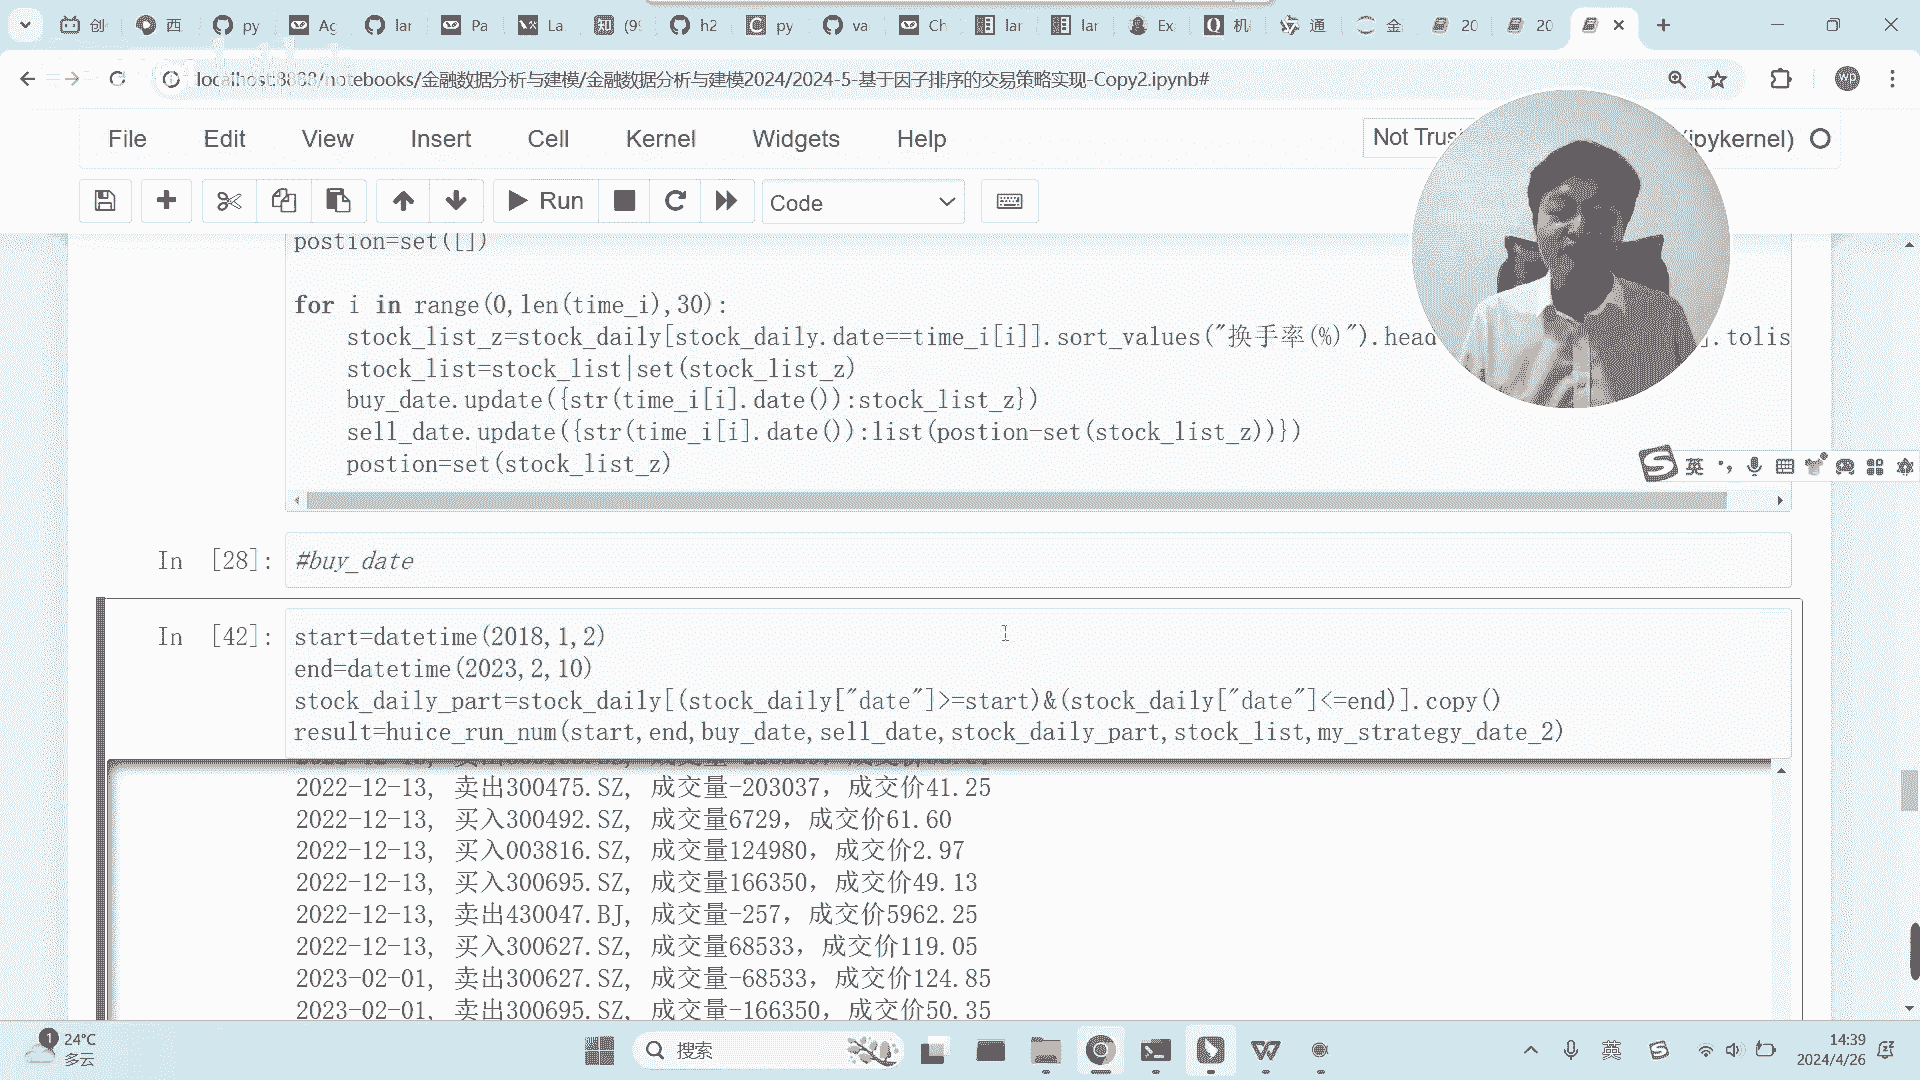 创
西
py
Ag
lar
Pa
La
知 (9
h2
py
va
Ch
lar
lar
Ex
机
通
金
20
20
localhost:8888/notebooks/金融数据分析与建模/金融数据分析与建模2024/2024-5-基于因子排序的交易策略实现-Copy2.ipynb#
wp
File Edit View Insert Cell Kernel Widgets Help
Not Trus
(ipykernel)
Run
Code
postion=set([])
for i in range(0,len(time_i),30):
stock_list_z=stock_daily[stock_daily.date==time_i[i]].sort_values("换手率(%)").head
].tolis
stock_list=stock_list|set(stock_list_z)
buy_date.update({str(time_i[i].date()):stock_list_z})
sell_date.update({str(time_i[i].date()):list(postion-set(stock_list_z))})
postion=set(stock_list_z)
英
In [28]: #buy_date
In [42]: start=datetime(2018,1,2)
end=datetime(2023,2,10)
stock_daily_part=stock_daily[(stock_daily["date"]>=start)&(stock_daily["date"]<=end)].copy()
result=huice_run_num(start,end,buy_date,sell_date,stock_daily_part,stock_list,my_strategy_date_2)
2022-12-13, 卖出300475.SZ, 成交量-203037，成交价41.25
2022-12-13, 买入300492.SZ, 成交量6729，成交价61.60
2022-12-13, 买入003816.SZ, 成交量124980，成交价2.97
2022-12-13, 买入300695.SZ, 成交量166350，成交价49.13
2022-12-13, 卖出430047.BJ, 成交量-257，成交价5962.25
2022-12-13, 买入300627.SZ, 成交量68533，成交价119.05
2023-02-01, 卖出300627.SZ, 成交量-68533，成交价124.85
2023-02-01, 卖出300695.SZ, 成交量-166350，成交价50.35
1
24°C
多云
搜索
英
14:39
2024/4/26